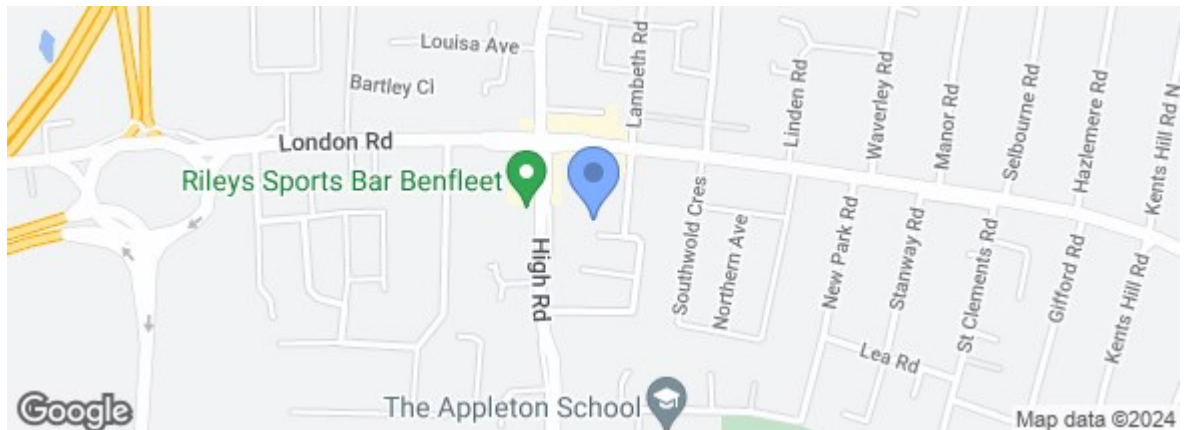 Louisa Ave
Bartley Cl
London Rd
Rileys Sports Bar Benfleet
High Rd
Lambeth Rd
Southwold Cres
Northern Ave
Linden Rd
Waverley Rd
Manor Rd
Selbourne Rd
Hazlemere Rd
Kents Hill Rd N
New Park Rd
Stanway Rd
St Clements Rd
Gifford Rd
Kents Hill Rd
Lea Rd
The Appleton School
Google
Map data ©2024